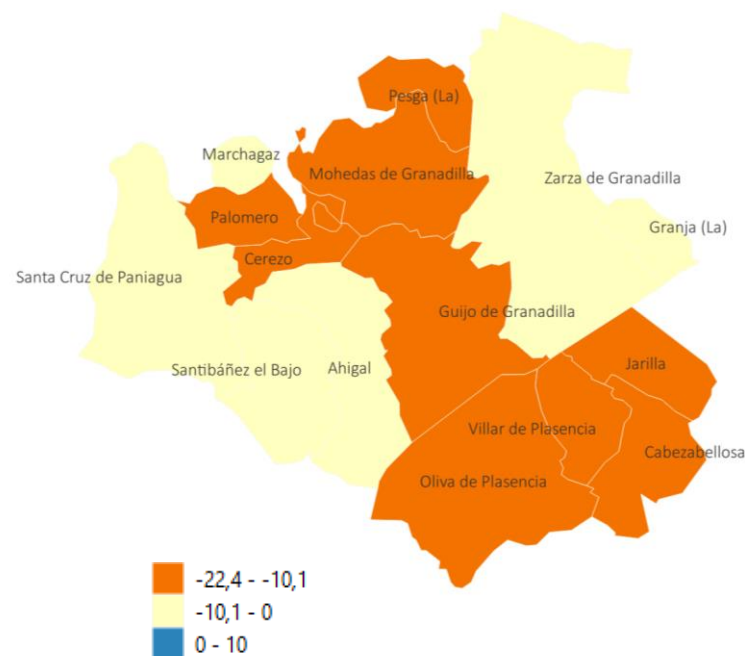 Pesga (La)
Marchagaz
Mohedas de Granadilla
Zarza de Granadilla
Palomero
Granja (La)
Cerezo
Santa Cruz de Paniagua
Guijo de Granadilla
Santibáñez el Bajo
Ahigal
Jarilla
Villar de Plasencia
Cabezabellosa
Oliva de Plasencia
-22,4 - -10,1
-10,1 - 0
0 - 10